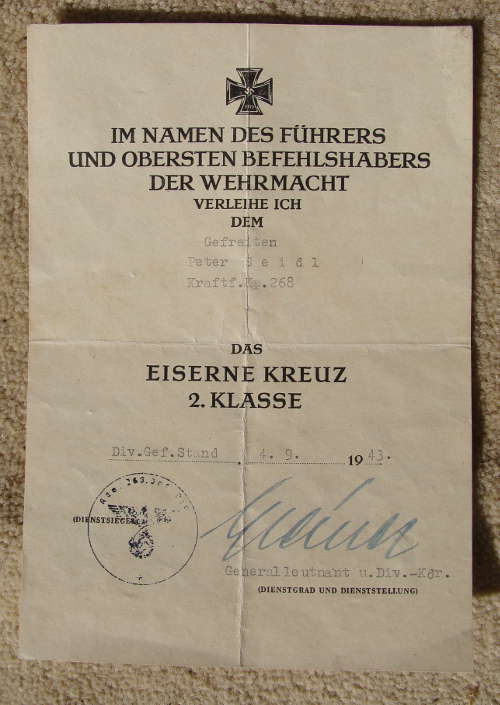 IM NAMEN DES FÜHRERS
UND OBERSTEN BEFEHLSHABERS
DER WEHRMACHT
VERLEIHE ICH
DEM
Gefreiten
Peter S e i d l
Kraftf.Kp.268
DAS
EISERNE KREUZ
2. KLASSE
Div.Gef.Stand , 4. 9. 1943.
(DIENSTSIEGEL)
Generalleutnant u.Div.-Kdr.
(DIENSTGRAD UND DIENSTSTELLUNG)